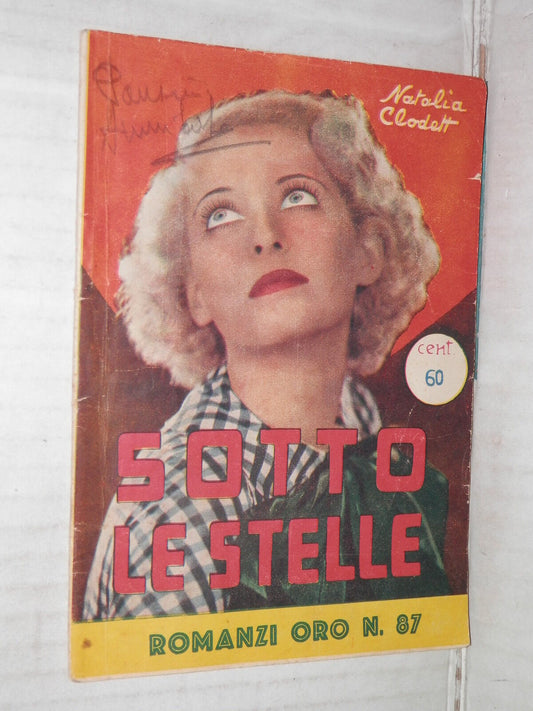 Natalia
Clodett
cent.
60
SOTTO
LE STELLE
ROMANZI ORO N. 87